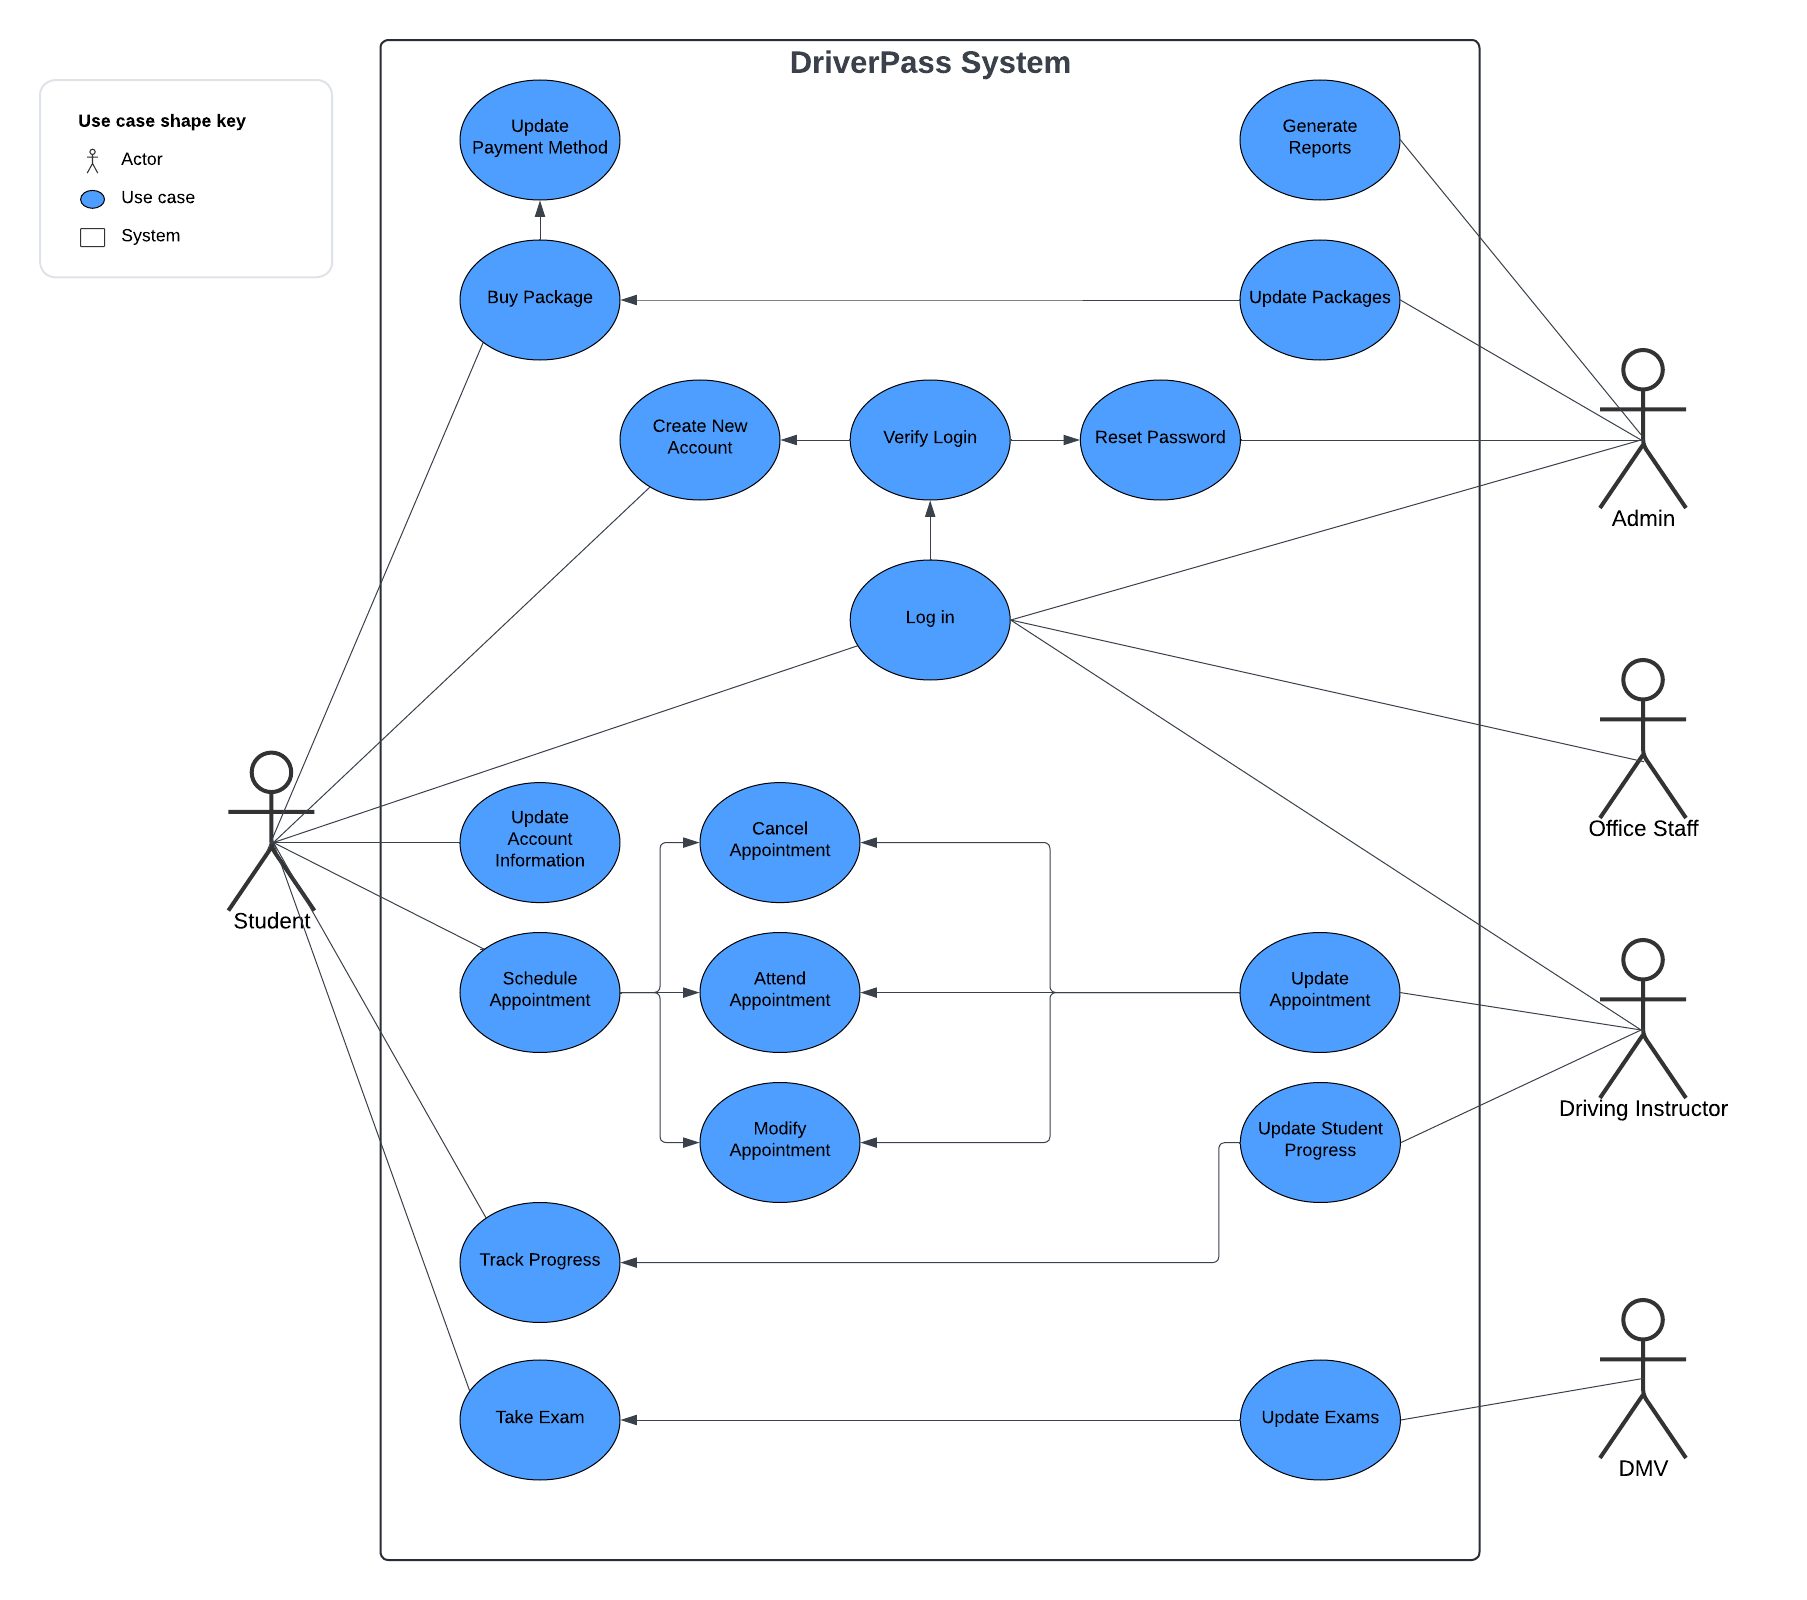 DriverPass System
Use case shape key
Actor
Use case
System
Update
Payment Method
Generate
Reports
Buy Package
Update Packages
Create New
Account
Verify Login
Reset Password
Admin
Log in
Office Staff
Student
Update
Account
Information
Cancel
Appointment
Schedule
Appointment
Attend
Appointment
Update
Appointment
Driving Instructor
Modify
Appointment
Update Student
Progress
Track Progress
Take Exam
Update Exams
DMV